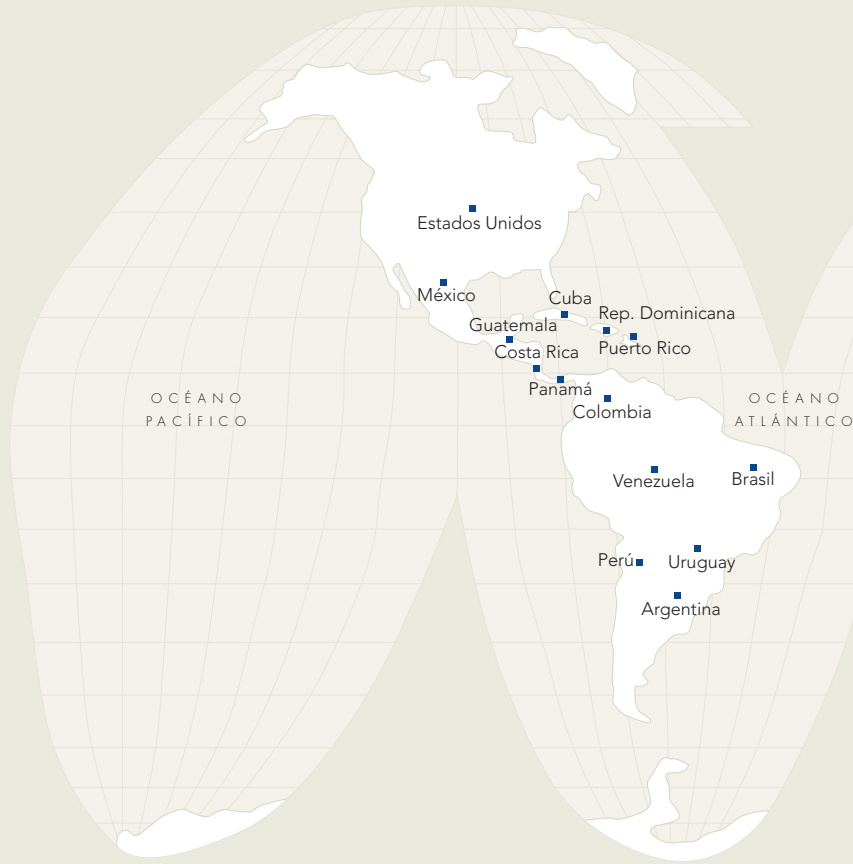 Estados Unidos
México
Cuba
Rep. Dominicana
Guatemala
Puerto Rico
Costa Rica
Panamá
OCÉANO
PACÍFICO
OCÉANO
ATLÁNTICO
Colombia
Venezuela
Brasil
Perú
Uruguay
Argentina